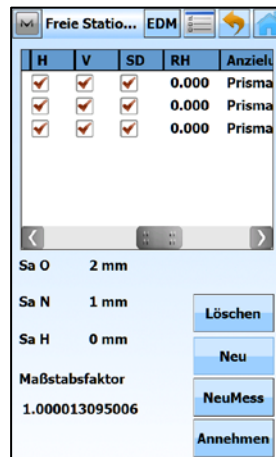 Freie Statio... EDM
H V SD RH Anziel
0.000 Prisma
0.000 Prisma
0.000 Prisma
Sa O 2 mm
Sa N 1 mm
Sa H 0 mm
Maßstabsfaktor
1.000013095006
Löschen
Neu
NeuMess
Annehmen